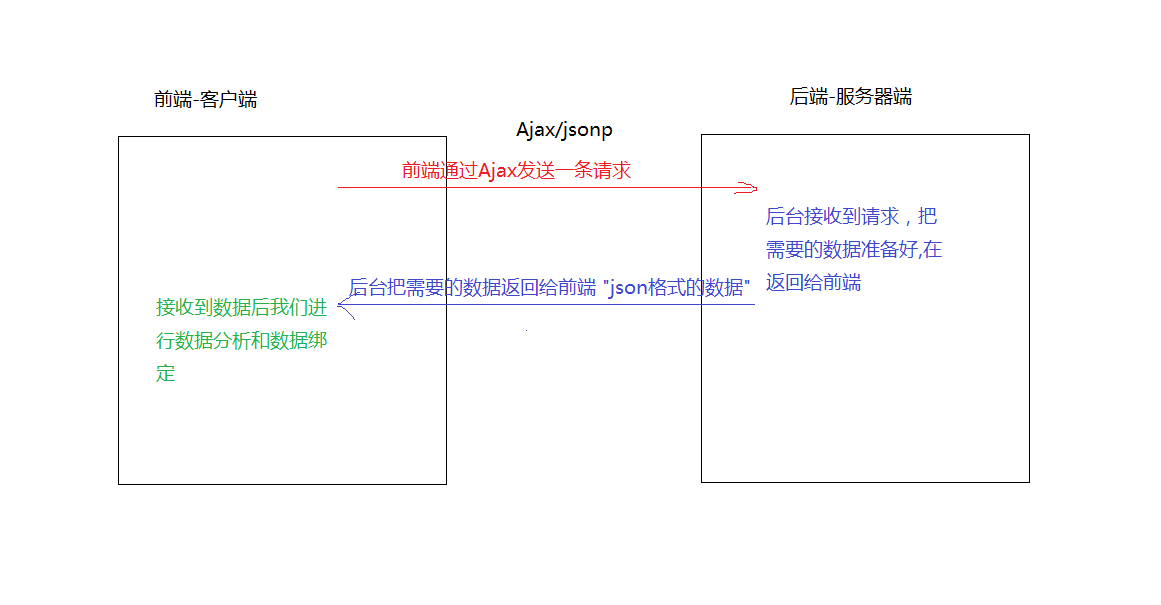 前端-客户端
后端-服务器端
Ajax/jsonp
前端通过Ajax发送一条请求
后台接收到请求，把
需要的数据准备好,在
返回给前端
后台把需要的数据返回给前端 "json格式的数据"
接收到数据后我们进
行数据分析和数据绑
定